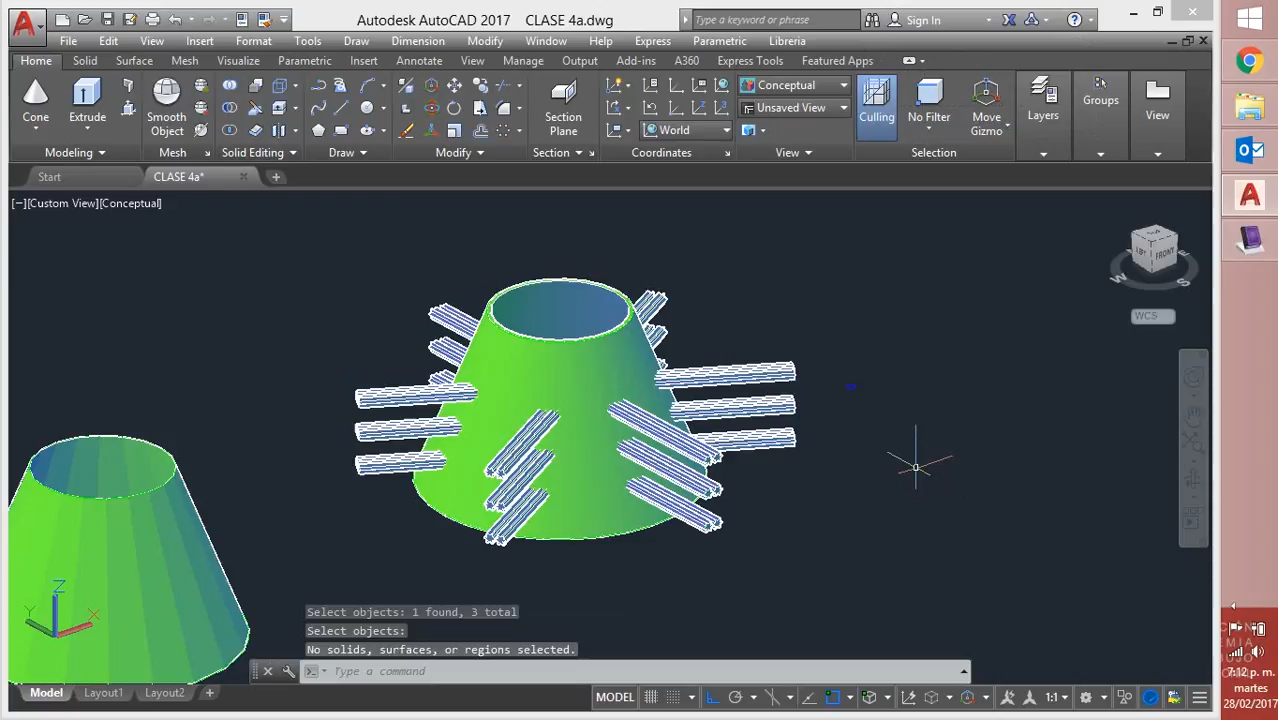 Autodesk AutoCAD 2017 CLASE 4a.dwg
Type a keyword or phrase
Sign In
File Edit View Insert Format Tools Draw Dimension Modify Window Help Express Parametric Libreria
Home Solid Surface Mesh Visualize Parametric Insert Annotate View Manage Output Add-ins A360 Express Tools Featured Apps
Cone
Extrude
Smooth
Object
Section
Plane
World
Conceptual
Unsaved View
Culling
No Filter
Move
Gizmo
Layers
Groups
View
Modeling Mesh Solid Editing Draw Modify Section Coordinates View Selection
Start
CLASE 4a*
[−][Custom View][Conceptual]
FRONT
W
S
WCS
Z
Y
X
Select objects: 1 found, 3 total
Select objects:
No solids, surfaces, or regions selected.
Type a command
Model Layout1 Layout2
MODEL
1:1
7:12 p. m.
martes
28/02/2017